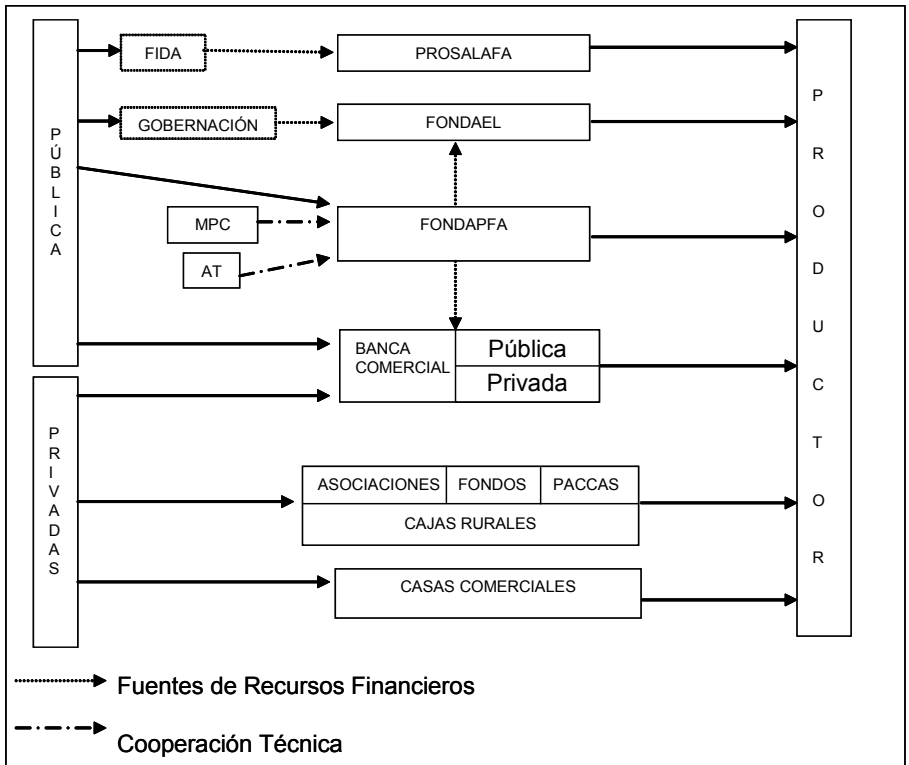 PÚBLICA
FIDA
PROSALAFA
GOBERNACIÓN
FONDAEL
MPC
FONDAPFA
AT
BANCA
COMERCIAL
Pública
Privada
PRIVADAS
ASOCIACIONES FONDOS PACCAS
CAJAS RURALES
CASAS COMERCIALES
PRODUCTOR
Fuentes de Recursos Financieros
Cooperación Técnica